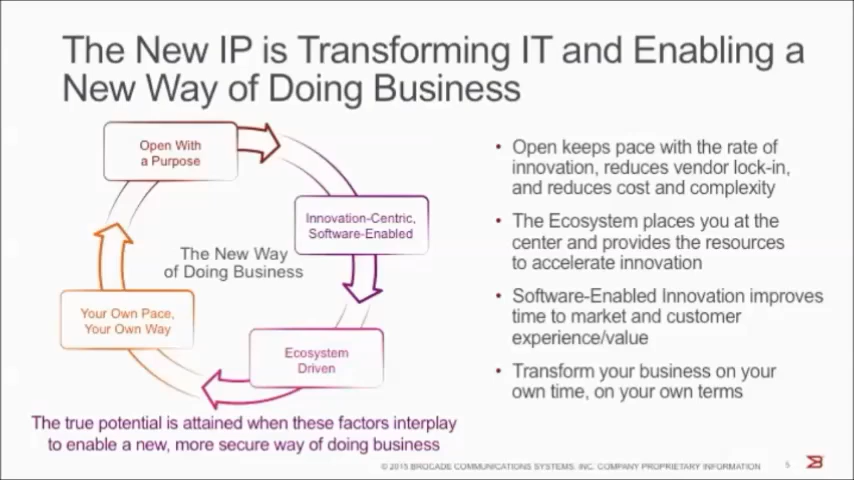 The New IP is Transforming IT and Enabling a
New Way of Doing Business
Open With
a Purpose
Innovation-Centric,
Software-Enabled
The New Way
of Doing Business
Your Own Pace,
Your Own Way
Ecosystem
Driven
The true potential is attained when these factors interplay
to enable a new, more secure way of doing business
• Open keeps pace with the rate of
innovation, reduces vendor lock-in,
and reduces cost and complexity
• The Ecosystem places you at the
center and provides the resources
to accelerate innovation
• Software-Enabled Innovation improves
time to market and customer
experience/value
• Transform your business on your
own time, on your own terms
© 2015 BROCADE COMMUNICATIONS SYSTEMS, INC. COMPANY PROPRIETARY INFORMATION
5